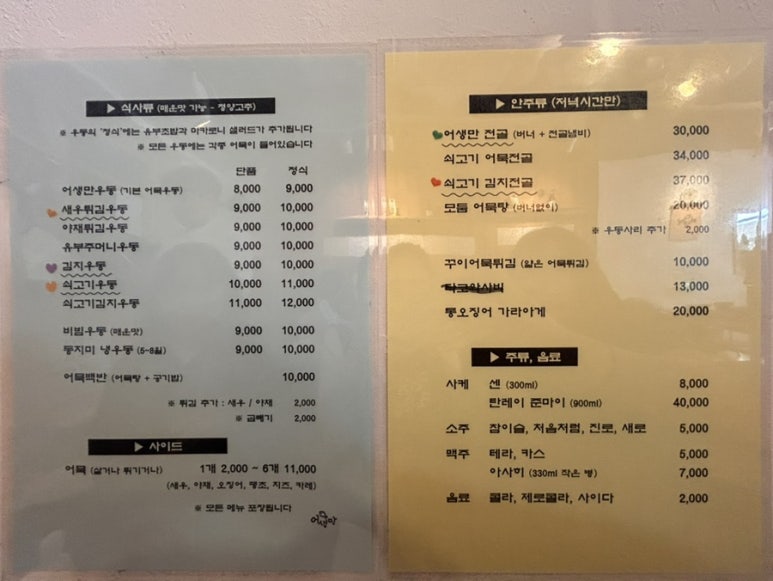 ▶ 식사류 (매운맛 가능 - 청양고추)
※ 우동의 '정식'에는 유부초밥과 마카로니 샐러드가 추가됩니다
※ 모든 우동에는 각종 어묵이 들어있습니다
단품 정식
어생만우동 (기본 어묵우동) 8,000 9,000
새우튀김우동 9,000 10,000
야채튀김우동 9,000 10,000
유부주머니우동 9,000 10,000
김치우동 9,000 10,000
쇠고기우동 10,000 11,000
쇠고기김치우동 11,000 12,000
비빔우동 (매운맛) 9,000 10,000
동치미 냉우동 (5-8월) 9,000 10,000
어묵백반 (어묵탕 + 공기밥) 10,000
※ 튀김 추가 : 새우 / 야채 2,000
※ 곱빼기 2,000
▶ 사이드
어묵 (삶거나 튀기거나) 1개 2,000 ~ 6개 11,000
(새우, 야채, 오징어, 땡초, 치즈, 카레)
※ 모든 메뉴 포장됩니다
▶ 안주류 (저녁시간만)
어생만 전골 (버너 + 전골냄비) 30,000
쇠고기 어묵전골 34,000
쇠고기 김치전골 37,000
모둠 어묵탕 (버너없이) 20,000
※ 우동사리 추가 2,000
꾸이어묵튀김 (얇은 어묵튀김) 10,000
타코와사비 13,000
통오징어 가라아게 20,000
▶ 주류, 음료
사케 센 (300ml) 8,000
탄레이 준마이 (900ml) 40,000
소주 참이슬, 처음처럼, 진로, 새로 5,000
맥주 테라, 카스 5,000
아사히 (330ml 작은 병) 7,000
음료 콜라, 제로콜라, 사이다 2,000